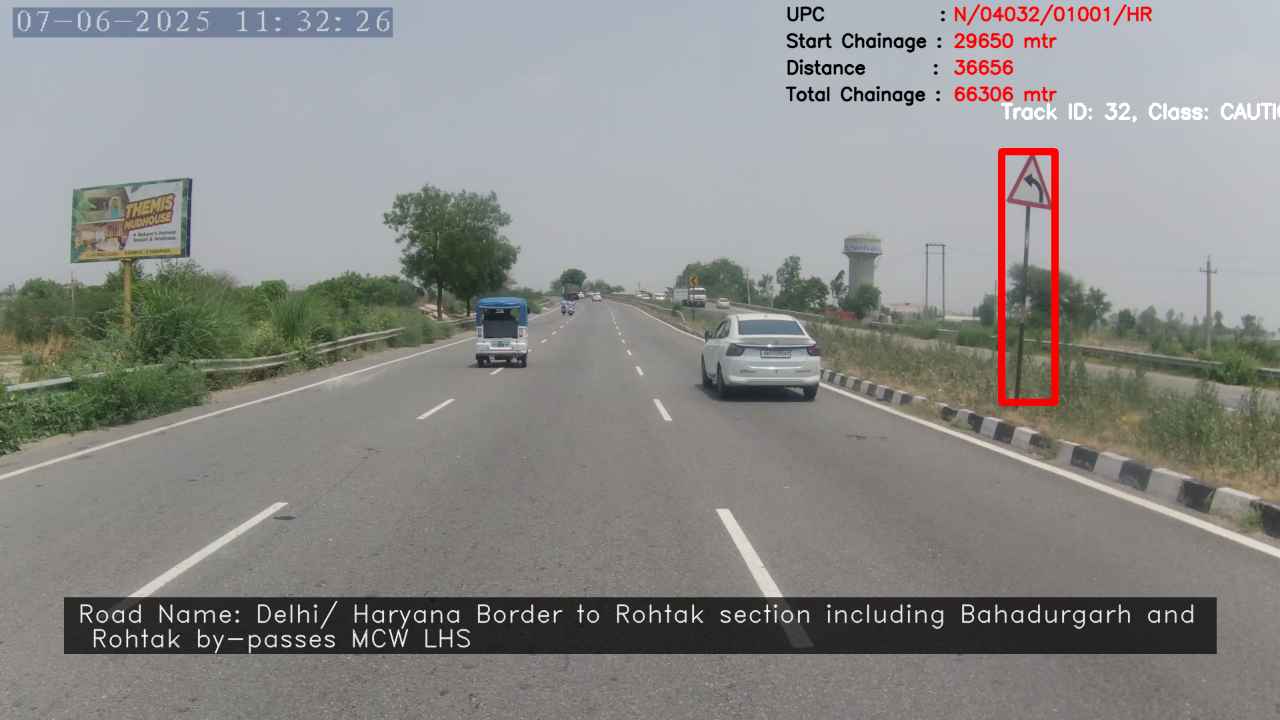 07-06-2025 11:32:26
UPC : N/04032/01001/HR
Start Chainage : 29650 mtr
Distance : 36656
Total Chainage : 66306 mtr
Track ID: 32, Class: CAUTI
THEMIS
MUDHOUSE
Road Name: Delhi/ Haryana Border to Rohtak section including Bahadurgarh and
Rohtak by-passes MCW LHS